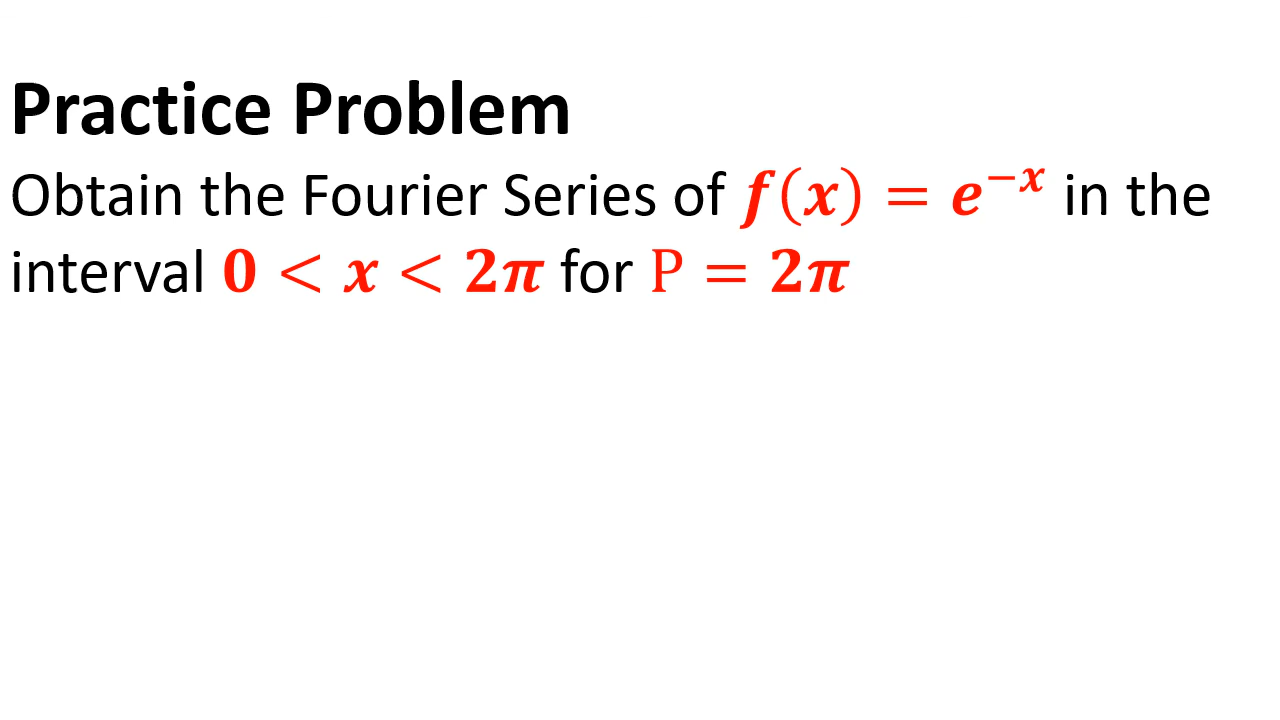 Practice Problem
Obtain the Fourier Series of f(x) = e^{−x} in the
interval 0 < x < 2π for P = 2π